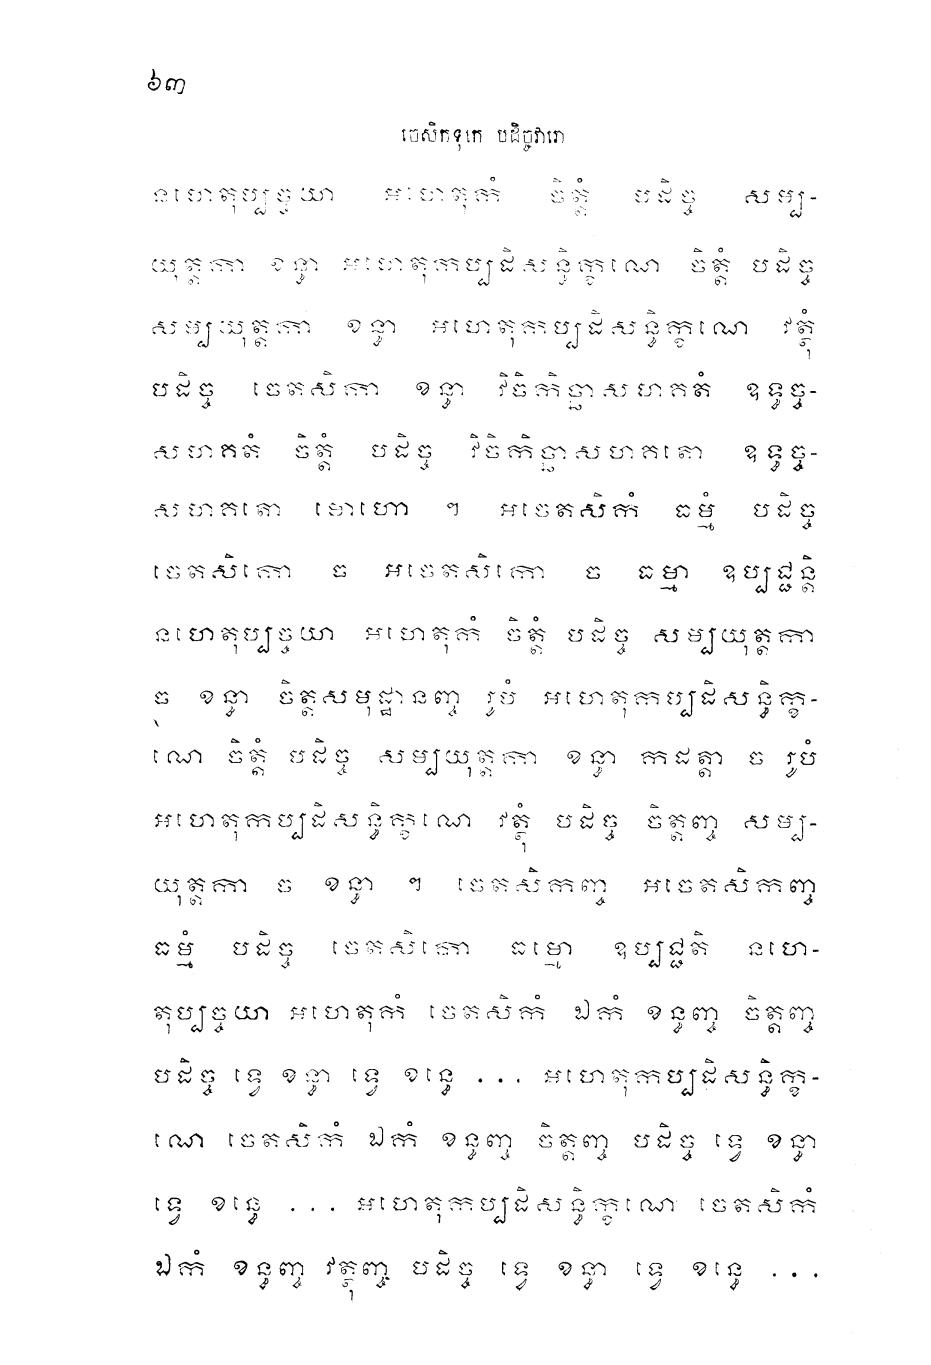 ៦៣
ចេសិកទុកេ បដិច្ចវារោ
នហេតុប្បច្ចយា អហេតុកំ ចិត្តំ បដិច្ច សម្ប-
យុត្តកា ខន្ធា អហេតុកប្បដិសន្ធិក្ខណេ ចិត្តំ បដិច្ច
សម្បយុត្តកា ខន្ធា អហេតុកប្បដិសន្ធិក្ខណេ វត្ថុំ
បដិច្ច ចេតសិកា ខន្ធា វិចិកិច្ឆាសហគតំ ឧទ្ធច្ច-
សហគតំ ចិត្តំ បដិច្ច វិចិកិច្ឆាសហគតោ ឧទ្ធច្ច-
សហគតោ មោហោ ។ អចេតសិកំ ធម្មំ បដិច្ច
ចេតសិកោ ច អចេតសិកោ ច ធម្មា ឧប្បជ្ជន្តិ
នហេតុប្បច្ចយា អហេតុកំ ចិត្តំ បដិច្ច សម្បយុត្តកា
ច ខន្ធា ចិត្តសមុដ្ឋានញ្ច រូបំ អហេតុកប្បដិសន្ធិក្ខ-
ណេ ចិត្តំ បដិច្ច សម្បយុត្តកា ខន្ធា កដត្តា ច រូបំ
អហេតុកប្បដិសន្ធិក្ខណេ វត្ថុំ បដិច្ច ចិត្តញ្ច សម្ប-
យុត្តកា ច ខន្ធា ។ ចេតសិកញ្ច អចេតសិកញ្ច
ធម្មំ បដិច្ច ចេតសិកោ ធម្មោ ឧប្បជ្ជតិ នហេ-
តុប្បច្ចយា អហេតុកំ ចេតសិកំ ឯកំ ខន្ធញ្ច ចិត្តញ្ច
បដិច្ច ទ្វេ ខន្ធា ទ្វេ ខន្ធេ ... អហេតុកប្បដិសន្ធិក្ខ-
ណេ ចេតសិកំ ឯកំ ខន្ធញ្ច ចិត្តញ្ច បដិច្ច ទ្វេ ខន្ធា
ទ្វេ ខន្ធេ ... អហេតុកប្បដិសន្ធិក្ខណេ ចេតសិកំ
ឯកំ ខន្ធញ្ច វត្ថុញ្ច បដិច្ច ទ្វេ ខន្ធា ទ្វេ ខន្ធេ ...